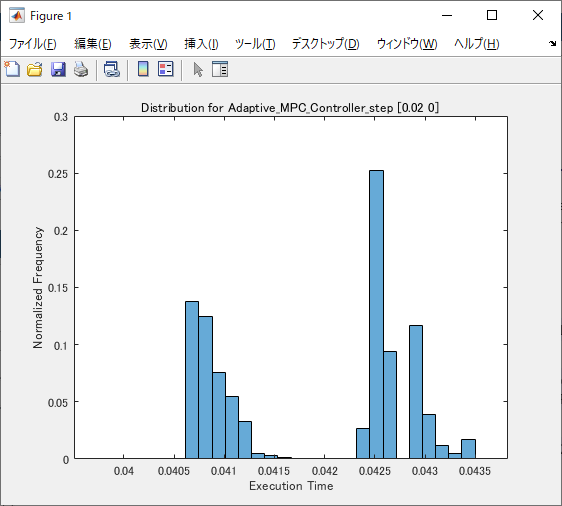 Figure 1
ファイル(F) 編集(E) 表示(V) 挿入(I) ツール(T) デスクトップ(D) ウィンドウ(W) ヘルプ(H)
Distribution for Adaptive_MPC_Controller_step [0.02 0]
0.3
0.25
0.2
0.15
0.1
0.05
0
Normalized Frequency
0.04 0.0405 0.041 0.0415 0.042 0.0425 0.043 0.0435
Execution Time